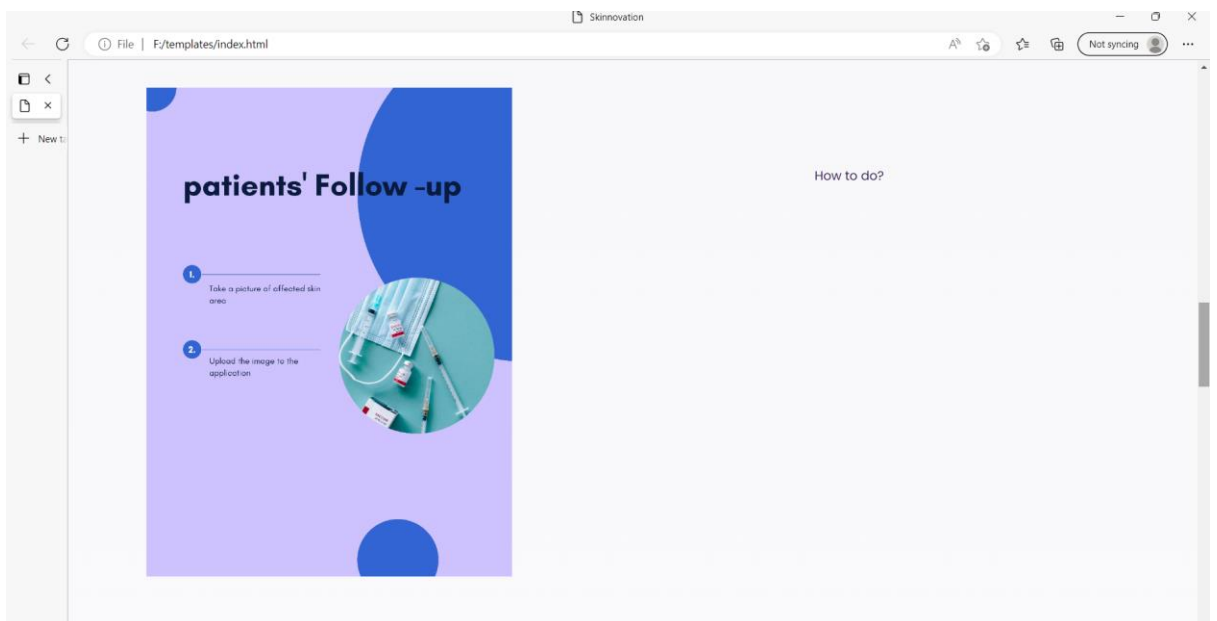 Skinnovation
File | F:/templates/index.html
Not syncing
New ta
patients' Follow -up
How to do?
1.
Take a picture of affected skin
area
2.
Upload the image to the
application